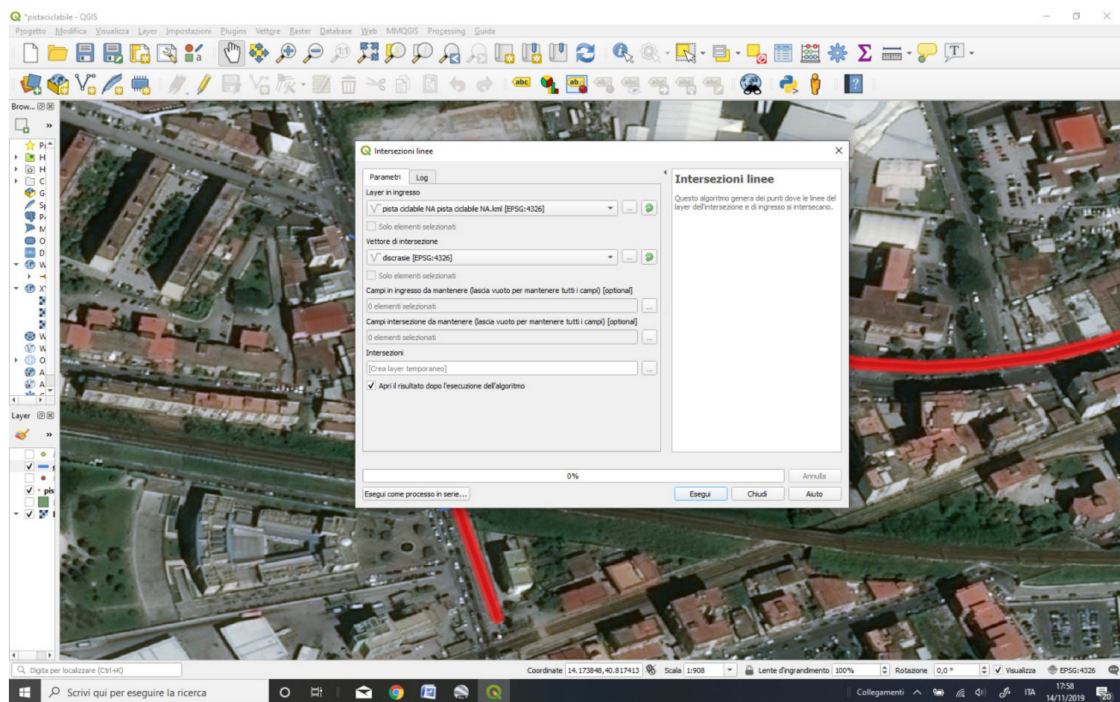 *pistaciclabile - QGIS
Progetto Modifica Visualizza Layer Impostazioni Plugins Vettore Raster Database Web MMQGIS Processing Guida
Brow...
Intersezioni linee
Parametri Log
Layer in ingresso
pista ciclabile NA pista ciclabile NA.kml [EPSG:4326]
Solo elementi selezionati
Vettore di intersezione
discrasie [EPSG:4326]
Solo elementi selezionati
Campi in ingresso da mantenere (lascia vuoto per mantenere tutti i campi) [optional]
0 elementi selezionati
Campi intersezione da mantenere (lascia vuoto per mantenere tutti i campi) [optional]
0 elementi selezionati
Intersezioni
[Crea layer temporaneo]
Apri il risultato dopo l'esecuzione dell'algoritmo
Intersezioni linee
Questo algoritmo genera dei punti dove le linee del
layer dell'intersezione e di ingresso si intersecano.
0%
Annulla
Esegui come processo in serie...
Esegui Chiudi Aiuto
Layer
pis
Digita per localizzare (Ctrl+K)
Coordinate 14.173848,40.817413 Scala 1:908 Lente d'ingrandimento 100% Rotazione 0,0 ° Visualizza EPSG:4326
Scrivi qui per eseguire la ricerca
Collegamenti ITA 17:58
14/11/2019
20